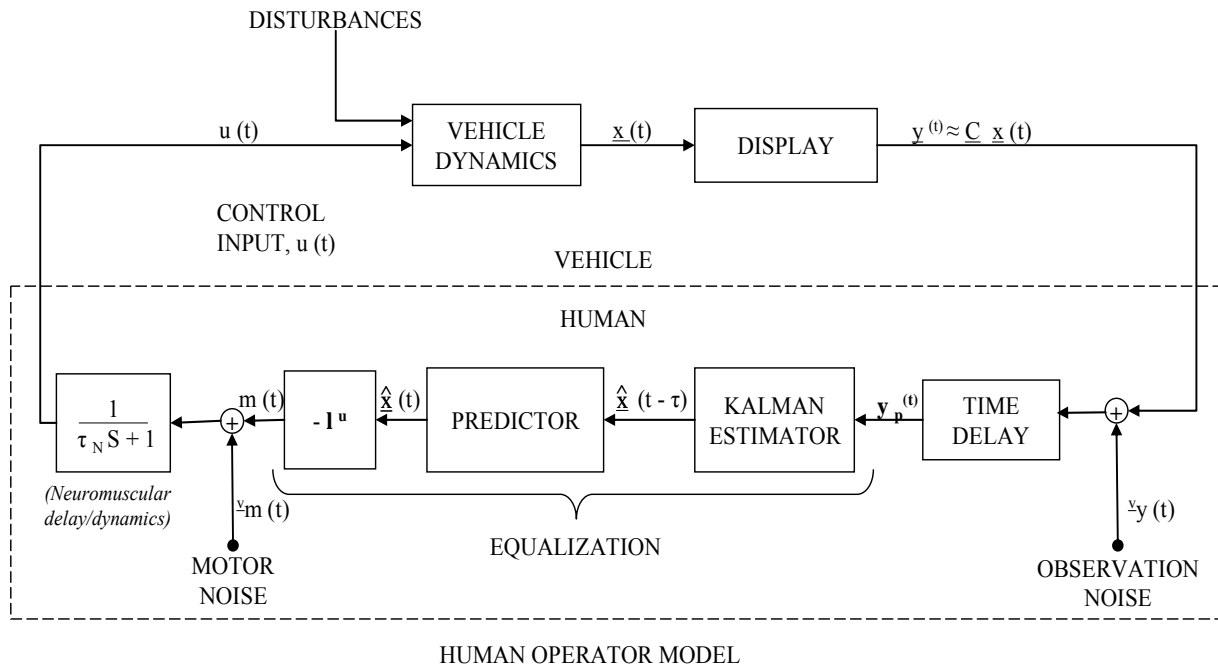 DISTURBANCES
u (t)
VEHICLE
DYNAMICS
x (t)
DISPLAY
y (t) ≈ C x (t)
CONTROL
INPUT, u (t)
VEHICLE
HUMAN
1
τ N S + 1
(Neuromuscular
delay/dynamics)
m (t)
+
v m (t)
MOTOR
NOISE
- l u
x̂ (t)
PREDICTOR
x̂ (t - τ)
KALMAN
ESTIMATOR
y p (t)
TIME
DELAY
+
v y (t)
OBSERVATION
NOISE
EQUALIZATION
HUMAN OPERATOR MODEL